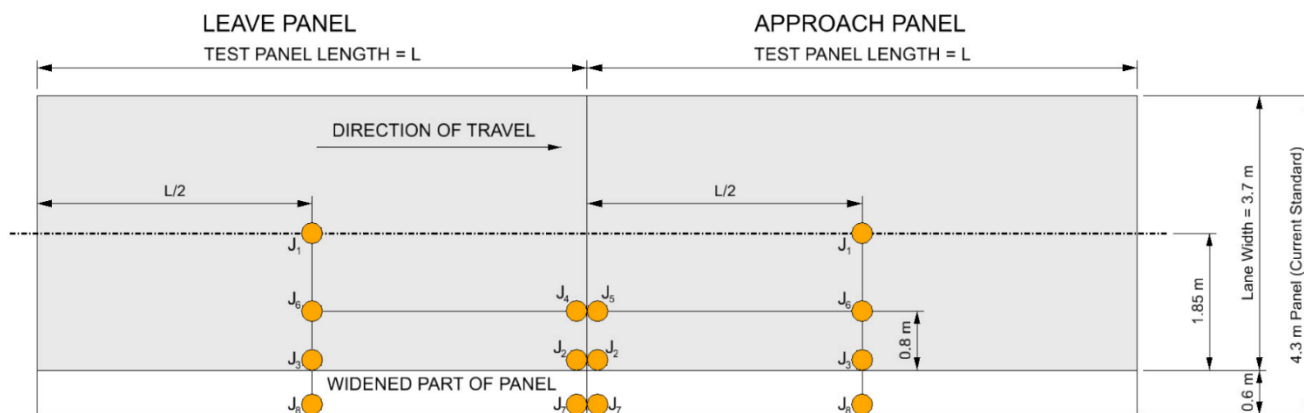 LEAVE PANEL
APPROACH PANEL
TEST PANEL LENGTH = L
TEST PANEL LENGTH = L
DIRECTION OF TRAVEL
L/2
L/2
J1
J1
Lane Width = 3.7 m
4.3 m Panel (Current Standard)
1.85 m
J6
J4
J5
J6
0.8 m
J3
J2
J2
J3
WIDENED PART OF PANEL
0.6 m
J8
J7
J7
J8